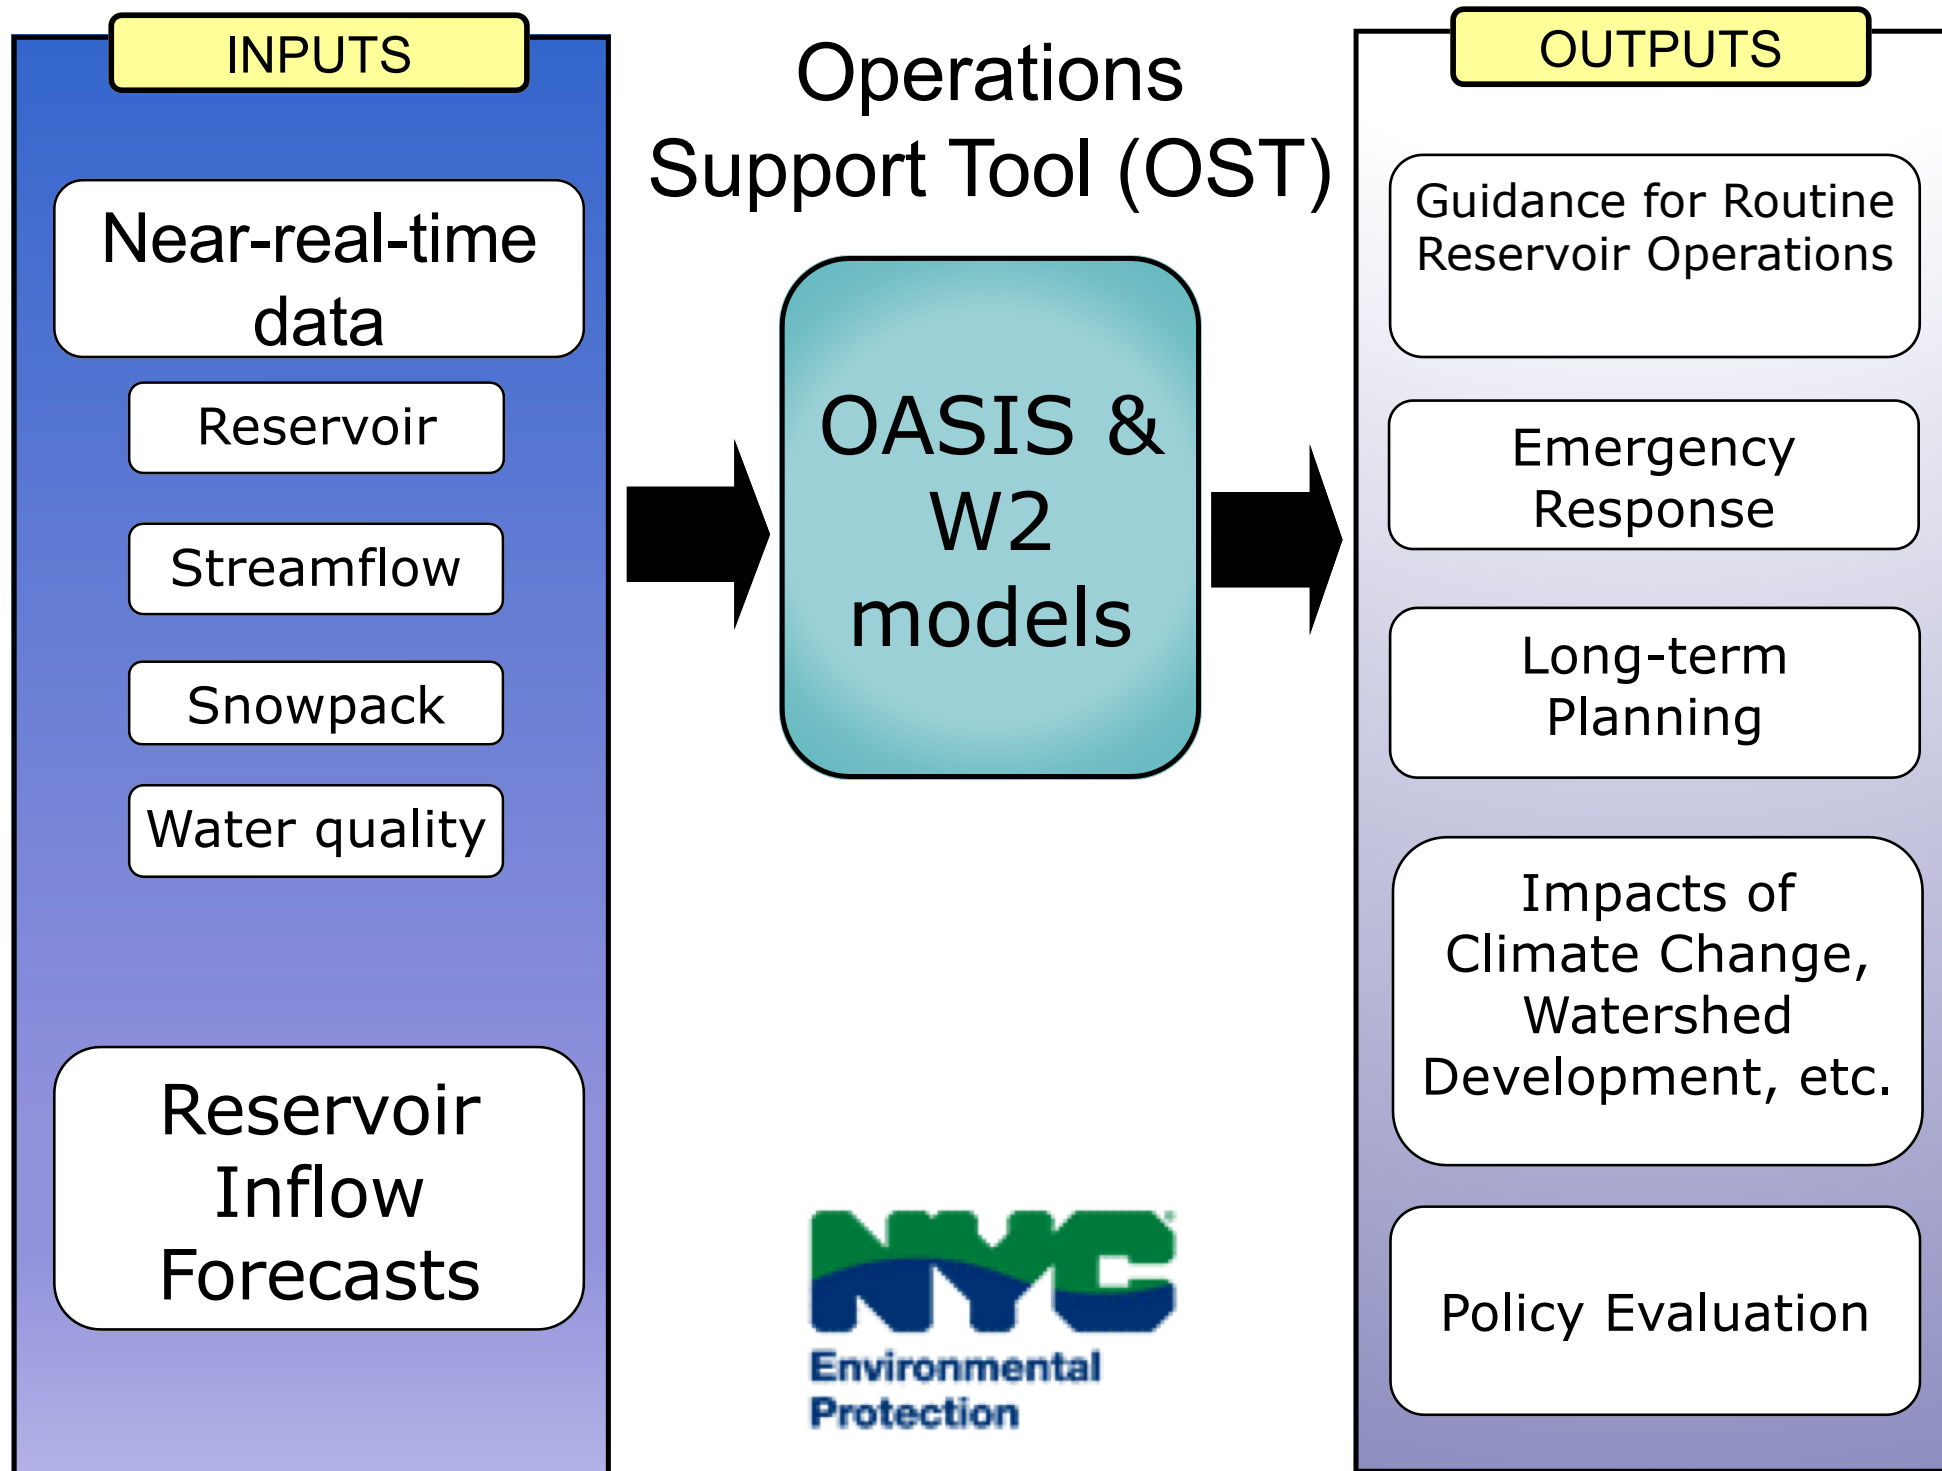 INPUTS
Near-real-time
data
Reservoir
Streamflow
Snowpack
Water quality
Reservoir
Inflow
Forecasts
Operations
Support Tool (OST)
OASIS &
W2
models
NYC
Environmental
Protection
OUTPUTS
Guidance for Routine
Reservoir Operations
Emergency
Response
Long-term
Planning
Impacts of
Climate Change,
Watershed
Development, etc.
Policy Evaluation